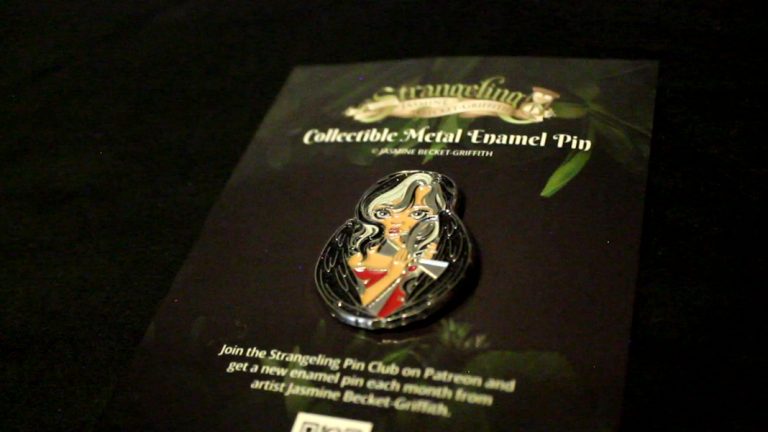 Strangeling
JASMINE BECKET-GRIFFITH
Collectible Metal Enamel Pin
© JASMINE BECKET-GRIFFITH
Join the Strangeling Pin Club on Patreon and
get a new enamel pin each month from
artist Jasmine Becket-Griffith.